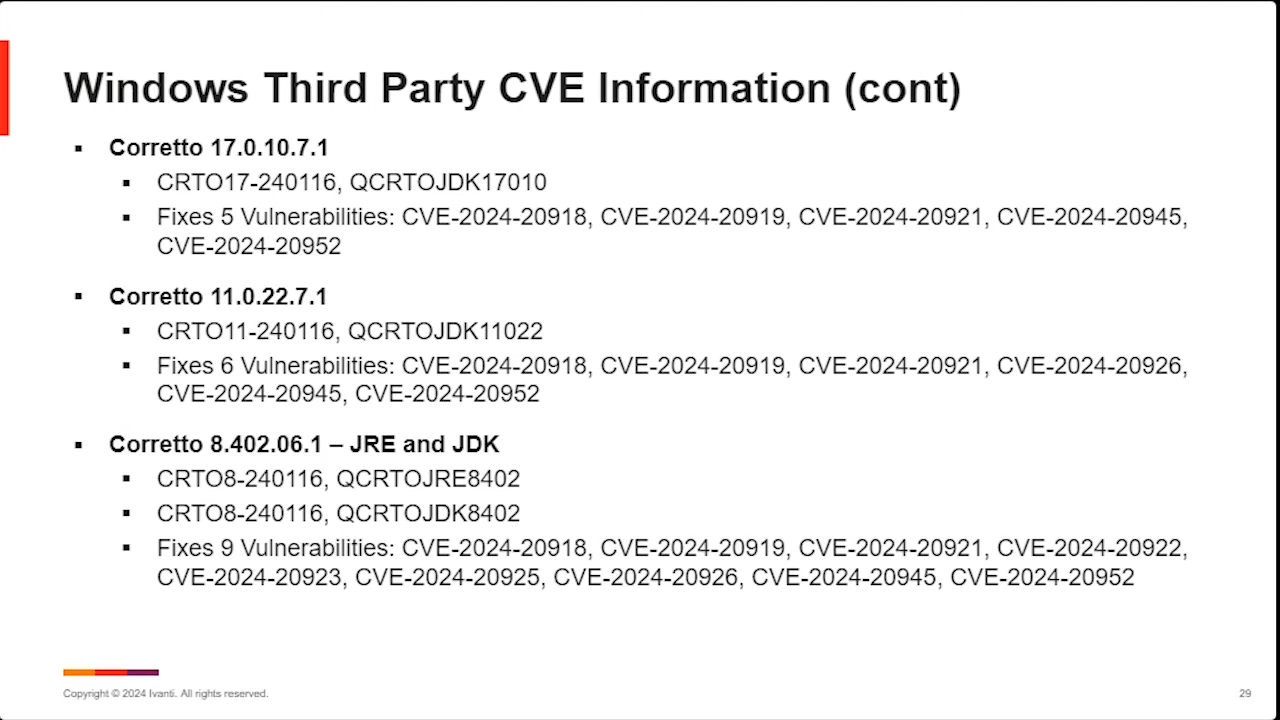 Windows Third Party CVE Information (cont)
▪ Corretto 17.0.10.7.1
▪ CRTO17-240116, QCRTOJDK17010
▪ Fixes 5 Vulnerabilities: CVE-2024-20918, CVE-2024-20919, CVE-2024-20921, CVE-2024-20945,
CVE-2024-20952
▪ Corretto 11.0.22.7.1
▪ CRTO11-240116, QCRTOJDK11022
▪ Fixes 6 Vulnerabilities: CVE-2024-20918, CVE-2024-20919, CVE-2024-20921, CVE-2024-20926,
CVE-2024-20945, CVE-2024-20952
▪ Corretto 8.402.06.1 – JRE and JDK
▪ CRTO8-240116, QCRTOJRE8402
▪ CRTO8-240116, QCRTOJDK8402
▪ Fixes 9 Vulnerabilities: CVE-2024-20918, CVE-2024-20919, CVE-2024-20921, CVE-2024-20922,
CVE-2024-20923, CVE-2024-20925, CVE-2024-20926, CVE-2024-20945, CVE-2024-20952
Copyright © 2024 Ivanti. All rights reserved.
29